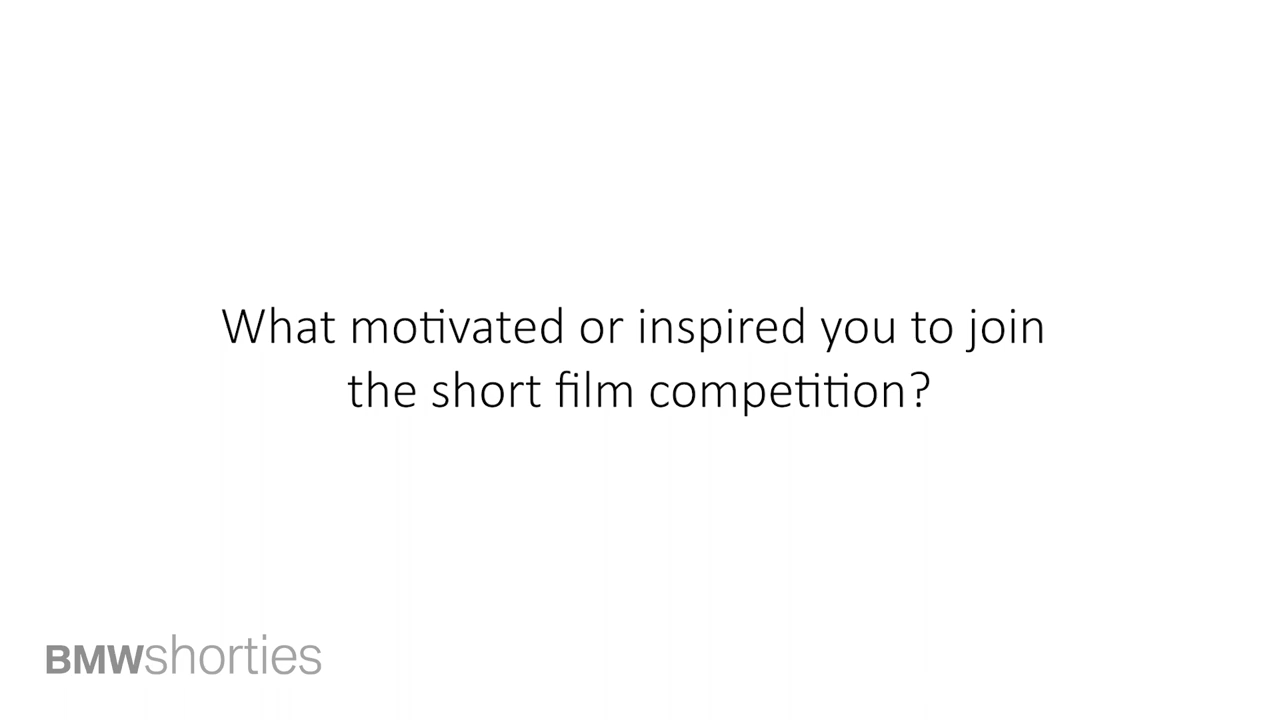 What motivated or inspired you to join
the short film competition?
BMWshorties